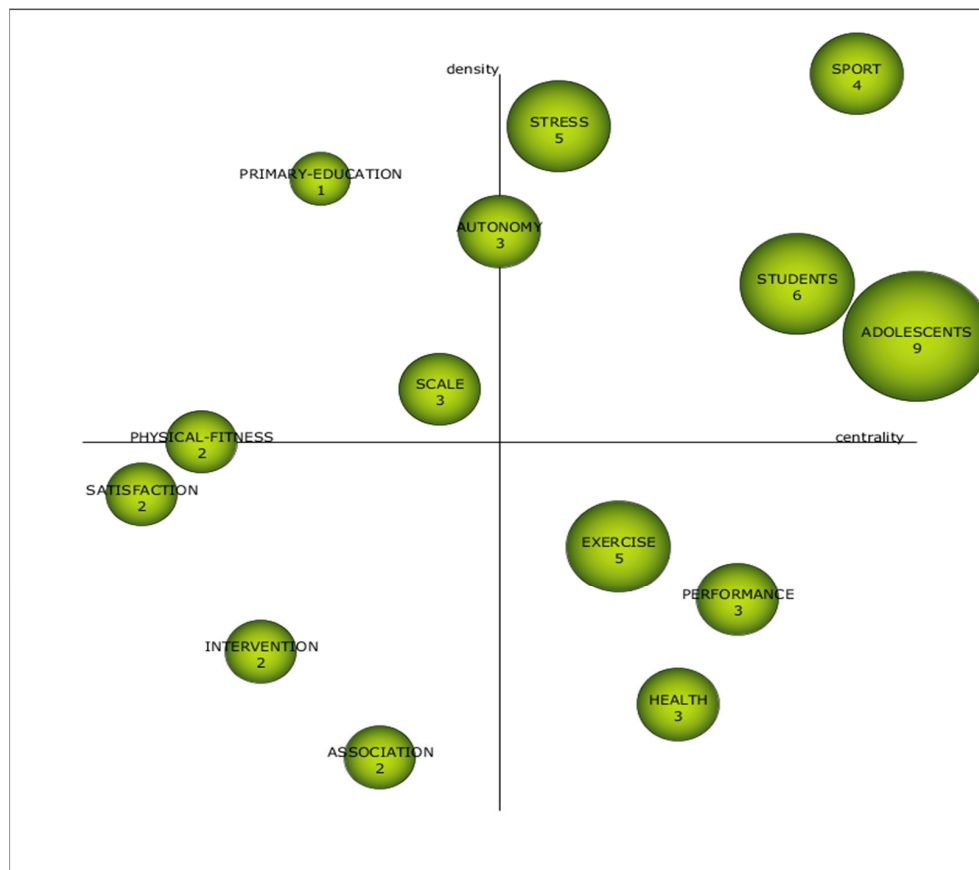 density
SPORT
4
STRESS
5
PRIMARY-EDUCATION
1
AUTONOMY
3
STUDENTS
6
ADOLESCENTS
9
SCALE
3
PHYSICAL-FITNESS
2
centrality
SATISFACTION
2
EXERCISE
5
PERFORMANCE
3
INTERVENTION
2
HEALTH
3
ASSOCIATION
2